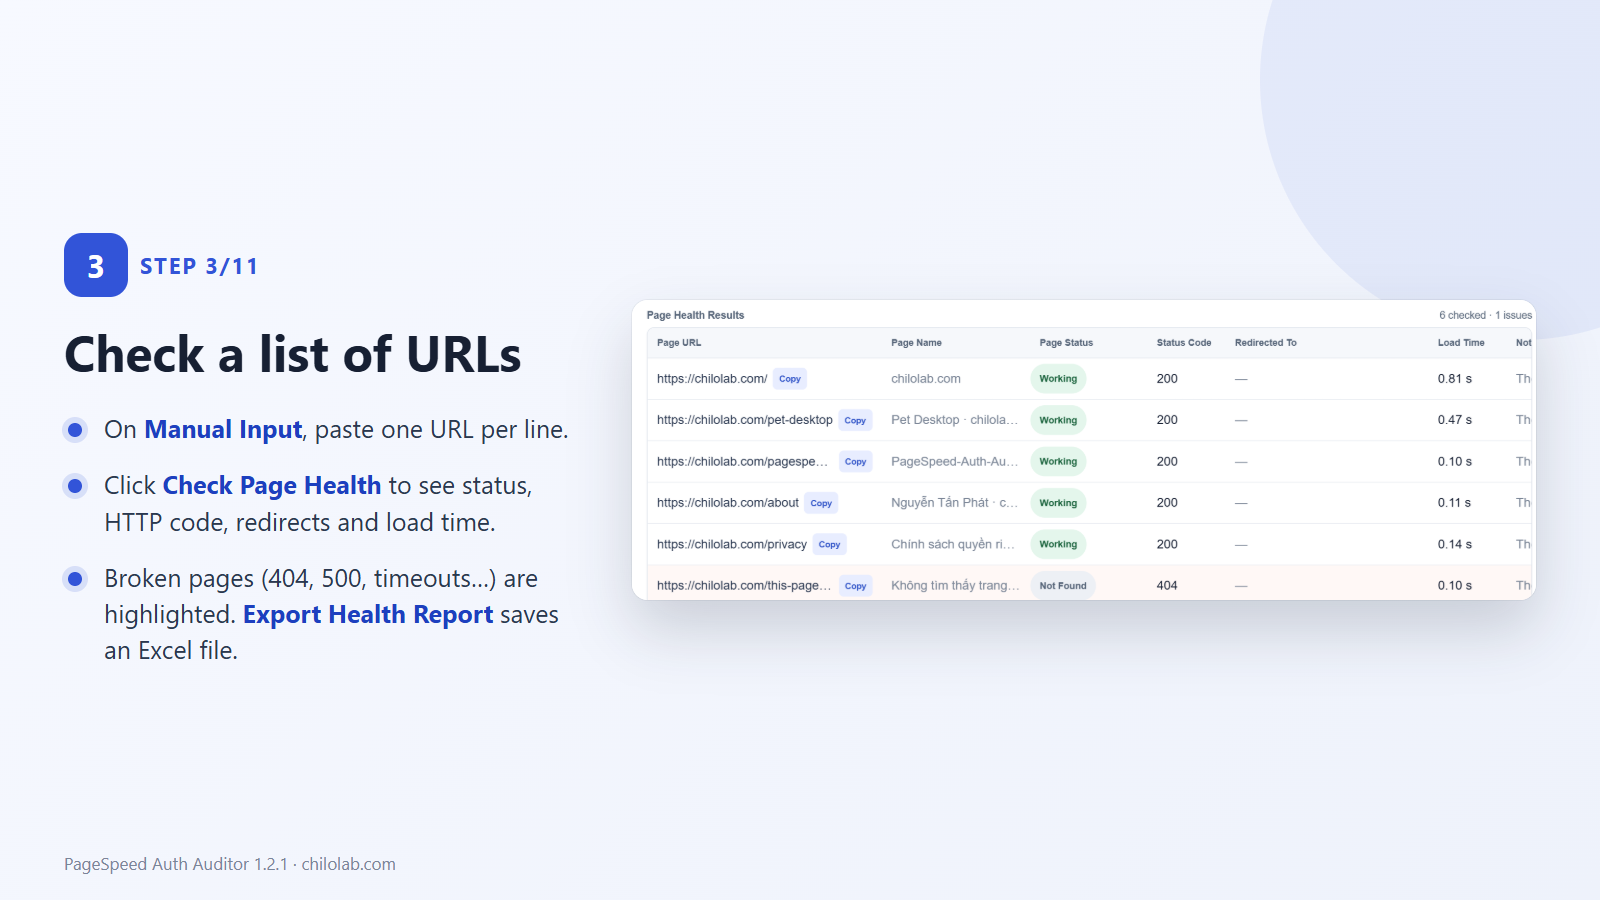 3
STEP 3/11
Check a list of URLs
On Manual Input, paste one URL per line.
Click Check Page Health to see status,
HTTP code, redirects and load time.
Broken pages (404, 500, timeouts...) are
highlighted. Export Health Report saves
an Excel file.
Page Health Results 6 checked · 1 issues
Page URL Page Name Page Status Status Code Redirected To Load Time Not
https://chilolab.com/ Copy chilolab.com Working 200 — 0.81 s Th
https://chilolab.com/pet-desktop Copy Pet Desktop · chilola... Working 200 — 0.47 s Th
https://chilolab.com/pagespe... Copy PageSpeed-Auth-Au... Working 200 — 0.10 s Th
https://chilolab.com/about Copy Nguyễn Tấn Phát · c... Working 200 — 0.11 s Th
https://chilolab.com/privacy Copy Chính sách quyền ri... Working 200 — 0.14 s Th
https://chilolab.com/this-page... Copy Không tìm thấy trang... Not Found 404 — 0.10 s Th
PageSpeed Auth Auditor 1.2.1 · chilolab.com